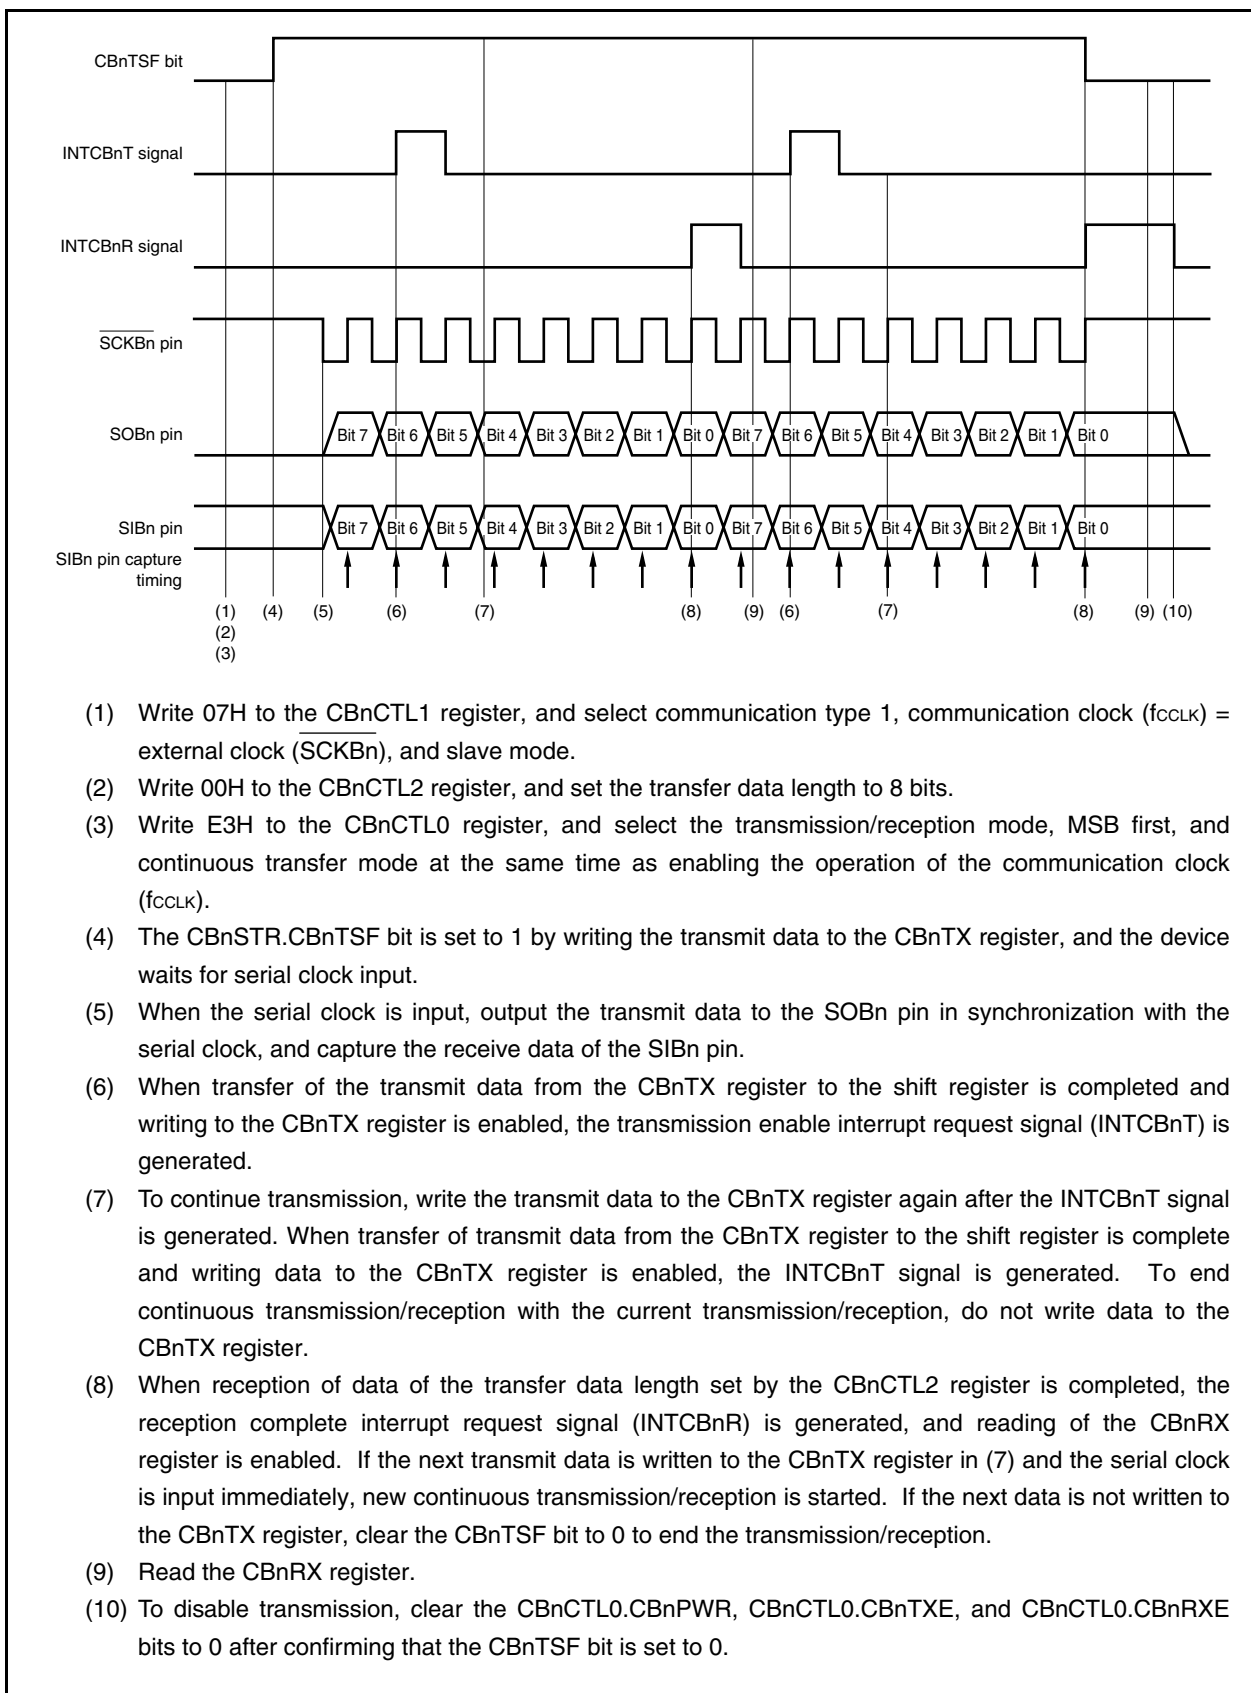 CBnTSF bit
INTCBnT signal
INTCBnR signal
SCKBn pin
SOBn pin
Bit 7 Bit 6 Bit 5 Bit 4 Bit 3 Bit 2 Bit 1 Bit 0 Bit 7 Bit 6 Bit 5 Bit 4 Bit 3 Bit 2 Bit 1 Bit 0
SIBn pin
Bit 7 Bit 6 Bit 5 Bit 4 Bit 3 Bit 2 Bit 1 Bit 0 Bit 7 Bit 6 Bit 5 Bit 4 Bit 3 Bit 2 Bit 1 Bit 0
SIBn pin capture
timing
(1) (4) (5) (6) (7) (8) (9) (6) (7) (8) (9) (10)
(2)
(3)
(1) Write 07H to the CBnCTL1 register, and select communication type 1, communication clock (fCCLK) =
external clock (SCKBn), and slave mode.
(2) Write 00H to the CBnCTL2 register, and set the transfer data length to 8 bits.
(3) Write E3H to the CBnCTL0 register, and select the transmission/reception mode, MSB first, and
continuous transfer mode at the same time as enabling the operation of the communication clock
(fCCLK).
(4) The CBnSTR.CBnTSF bit is set to 1 by writing the transmit data to the CBnTX register, and the device
waits for serial clock input.
(5) When the serial clock is input, output the transmit data to the SOBn pin in synchronization with the
serial clock, and capture the receive data of the SIBn pin.
(6) When transfer of the transmit data from the CBnTX register to the shift register is completed and
writing to the CBnTX register is enabled, the transmission enable interrupt request signal (INTCBnT) is
generated.
(7) To continue transmission, write the transmit data to the CBnTX register again after the INTCBnT signal
is generated. When transfer of transmit data from the CBnTX register to the shift register is complete
and writing data to the CBnTX register is enabled, the INTCBnT signal is generated. To end
continuous transmission/reception with the current transmission/reception, do not write data to the
CBnTX register.
(8) When reception of data of the transfer data length set by the CBnCTL2 register is completed, the
reception complete interrupt request signal (INTCBnR) is generated, and reading of the CBnRX
register is enabled. If the next transmit data is written to the CBnTX register in (7) and the serial clock
is input immediately, new continuous transmission/reception is started. If the next data is not written to
the CBnTX register, clear the CBnTSF bit to 0 to end the transmission/reception.
(9) Read the CBnRX register.
(10) To disable transmission, clear the CBnCTL0.CBnPWR, CBnCTL0.CBnTXE, and CBnCTL0.CBnRXE
bits to 0 after confirming that the CBnTSF bit is set to 0.